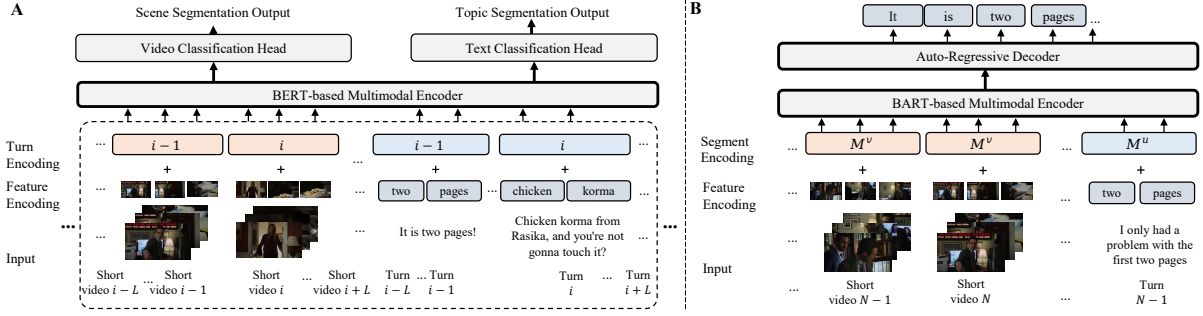 A
Scene Segmentation Output
Topic Segmentation Output
Video Classification Head
Text Classification Head
BERT-based Multimodal Encoder
Turn
Encoding
... i − 1 i ... i − 1 i ...
+ + + +
Feature
Encoding
... ... two pages ... chicken korma ...
Input
... ... It is two pages! Chicken korma from
Rasika, and you're not
gonna touch it? ...
Short
video i − L
...
Short
video i − 1
Short
video i
...
Short
video i + L
Turn
i − L
...
Turn
i − 1
Turn
i
...
Turn
i + L
B
It is two pages ...
Auto-Regressive Decoder
BART-based Multimodal Encoder
Segment
Encoding
... Mᵛ Mᵛ ... Mᵘ
+ + +
Feature
Encoding
... ... two pages
Input
... ... I only had a
problem with the
first two pages
...
Short
video N − 1
Short
video N
...
Turn
N − 1